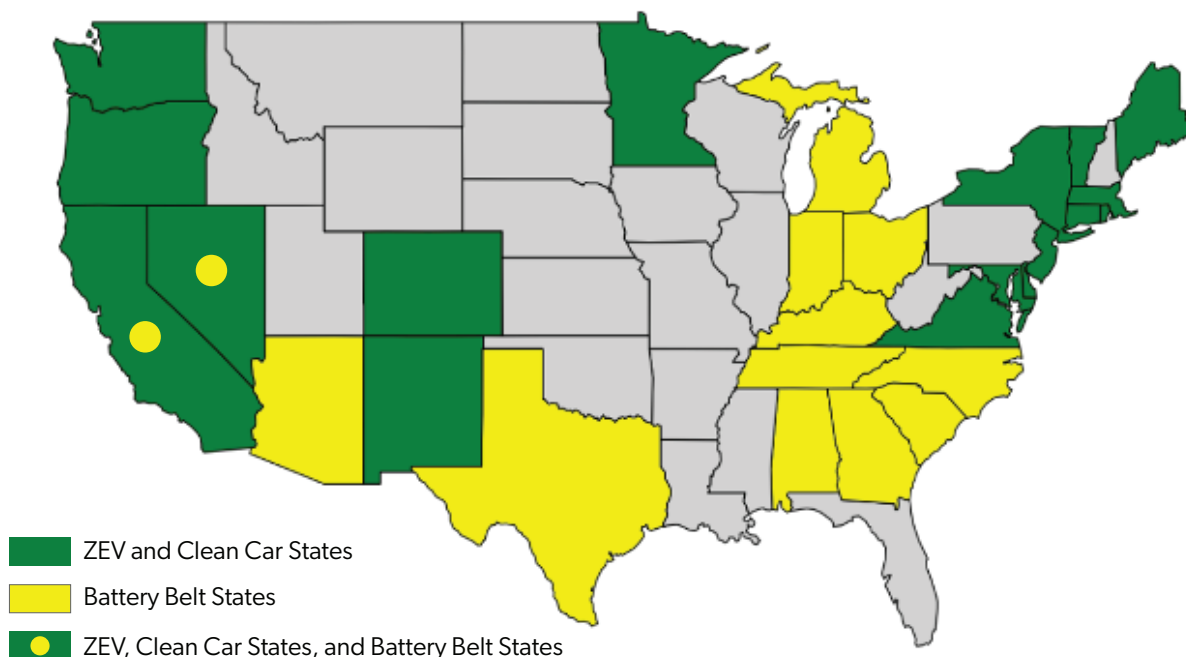 ZEV and Clean Car States
Battery Belt States
ZEV, Clean Car States, and Battery Belt States